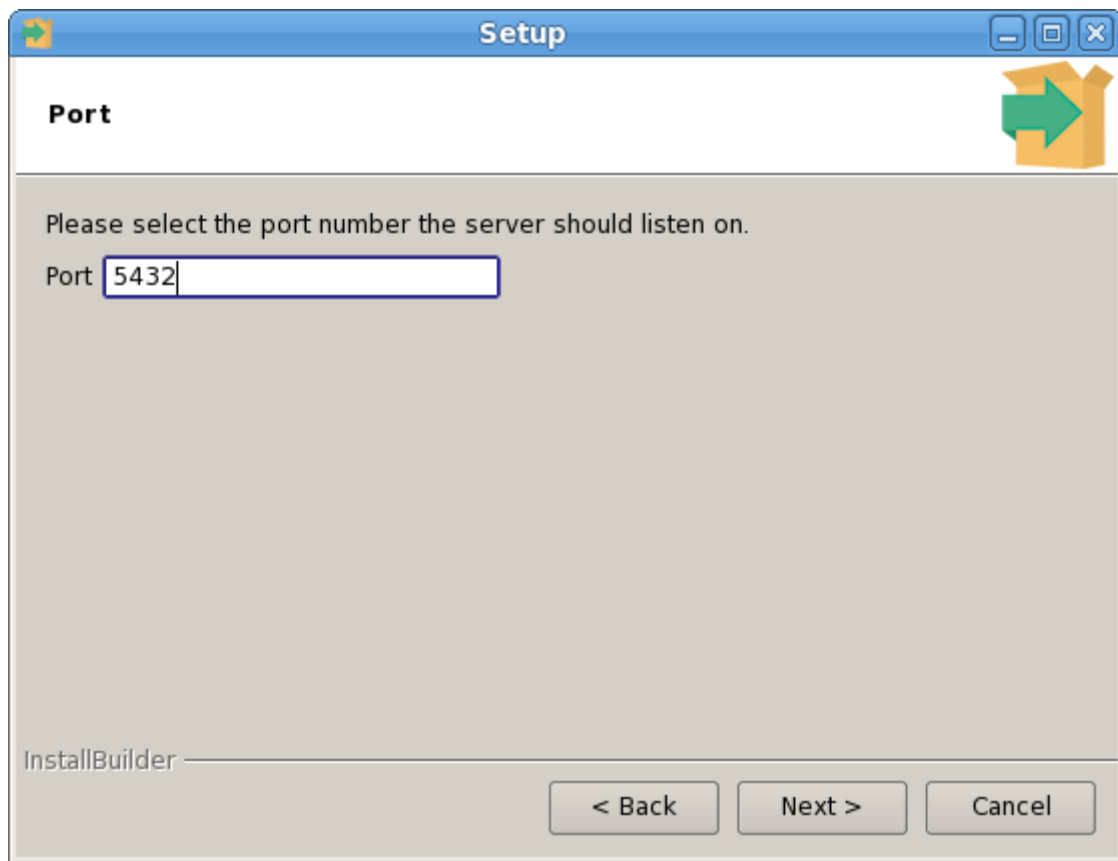 Setup
Port
Please select the port number the server should listen on.
Port 5432
InstallBuilder
< Back Next > Cancel